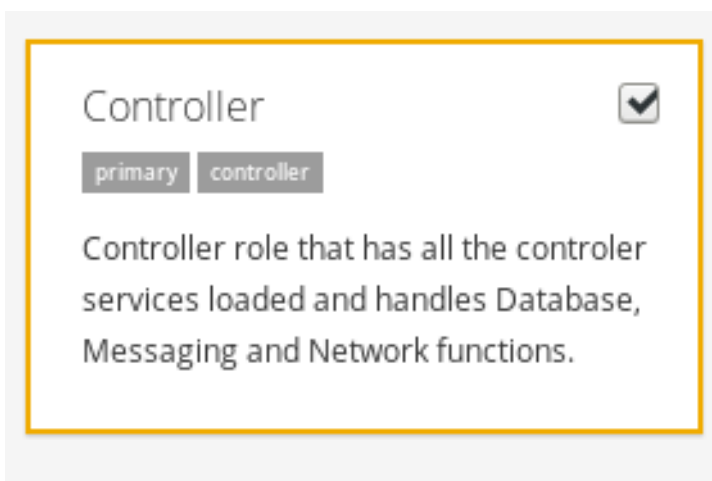 Controller
primary controller
Controller role that has all the controler
services loaded and handles Database,
Messaging and Network functions.